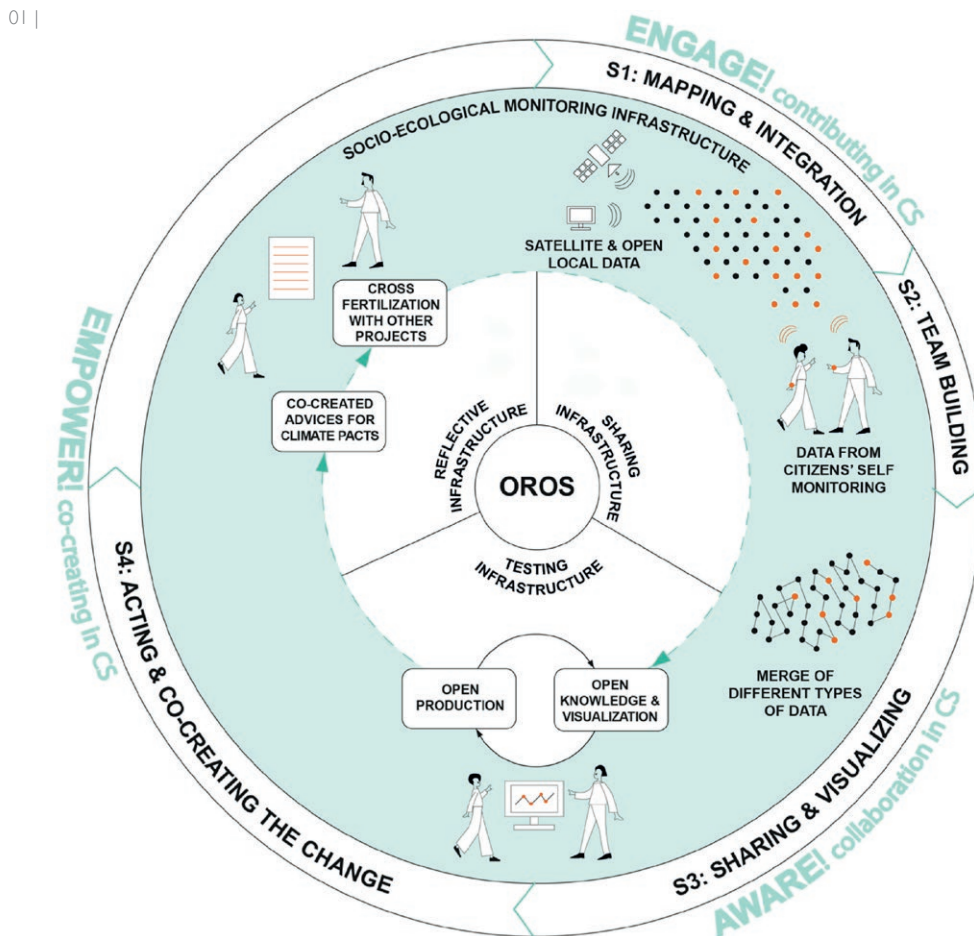 01 |
ENGAGE! contributing in CS
S1: MAPPING & INTEGRATION
SOCIO-ECOLOGICAL MONITORING INFRASTRUCTURE
SATELLITE & OPEN
LOCAL DATA
S2: TEAM BUILDING
DATA FROM
CITIZENS' SELF
MONITORING
CROSS
FERTILIZATION
WITH OTHER
PROJECTS
CO-CREATED
ADVICES FOR
CLIMATE PACTS
REFLECTIVE
INFRASTRUCTURE
SHARING
INFRASTRUCTURE
OROS
TESTING
INFRASTRUCTURE
EMPOWER! co-creating in CS
MERGE OF
DIFFERENT TYPES
OF DATA
OPEN
PRODUCTION
OPEN
KNOWLEDGE &
VISUALIZATION
S4: ACTING & CO-CREATING THE CHANGE
S3: SHARING & VISUALIZING
AWARE! collaboration in CS